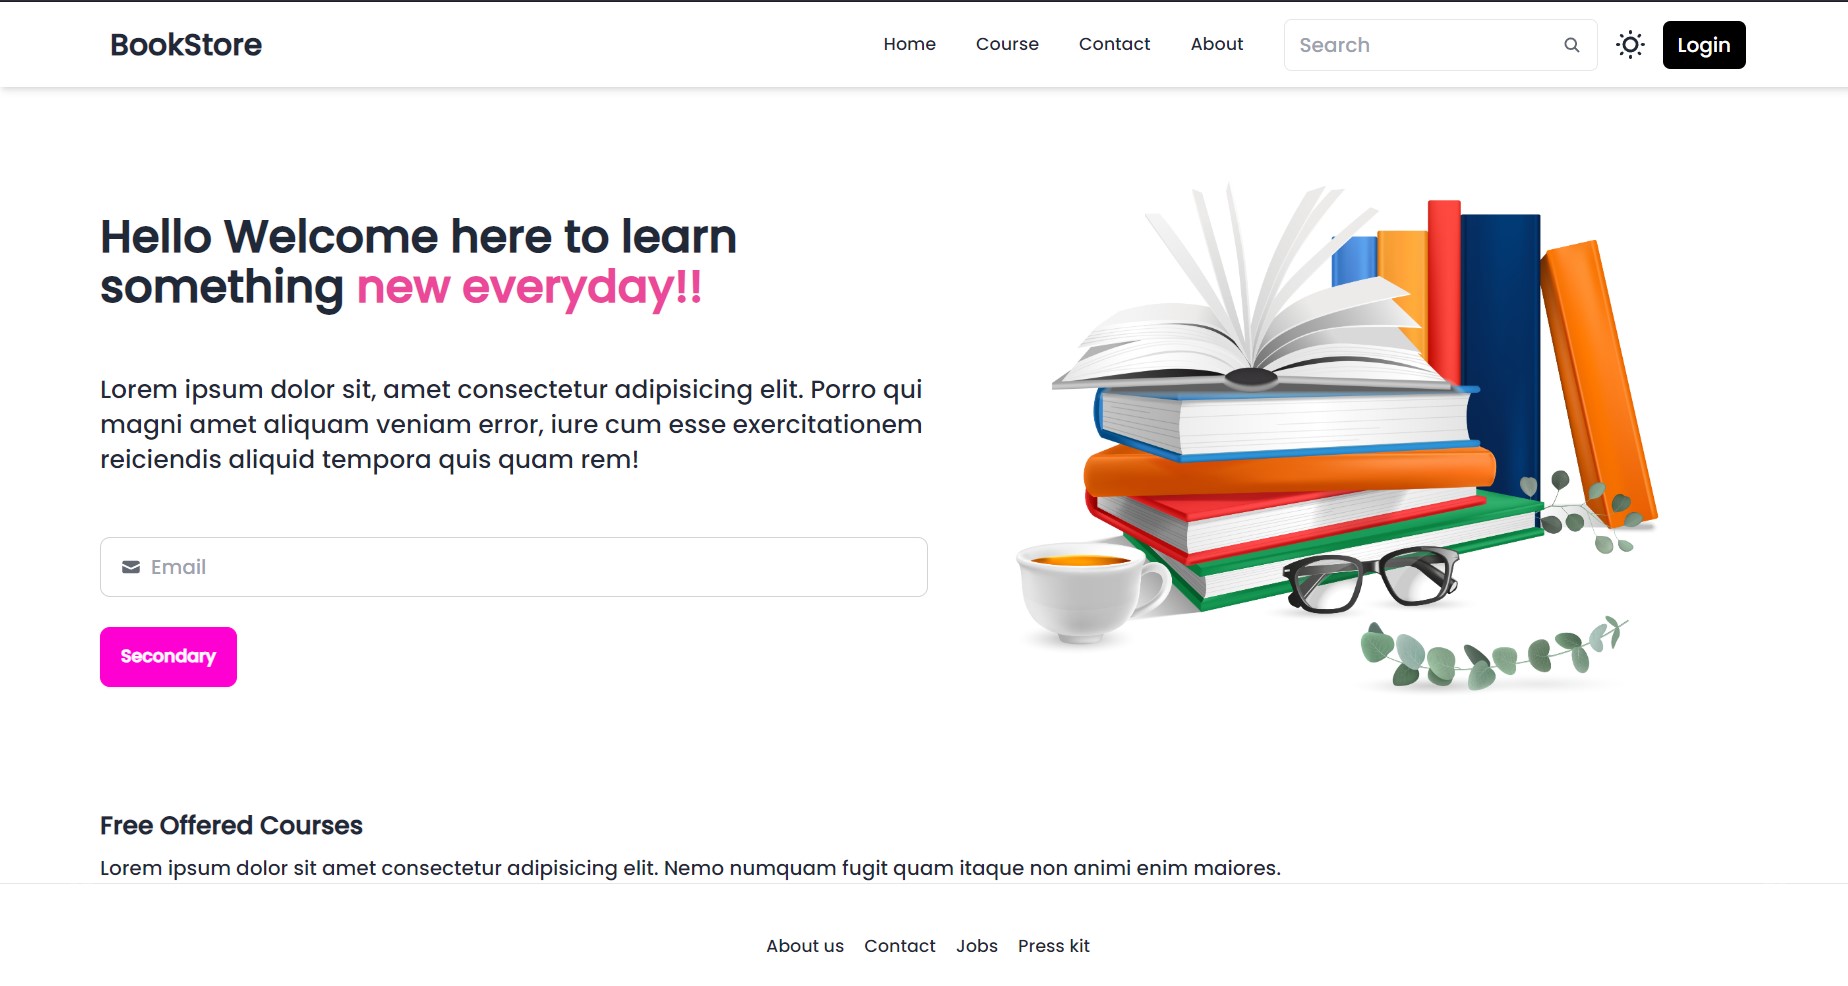 BookStore
Home Course Contact About Search Login
Hello Welcome here to learn
something new everyday!!
Lorem ipsum dolor sit, amet consectetur adipisicing elit. Porro qui
magni amet aliquam veniam error, iure cum esse exercitationem
reiciendis aliquid tempora quis quam rem!
Email
Secondary
Free Offered Courses
Lorem ipsum dolor sit amet consectetur adipisicing elit. Nemo numquam fugit quam itaque non animi enim maiores.
About us Contact Jobs Press kit